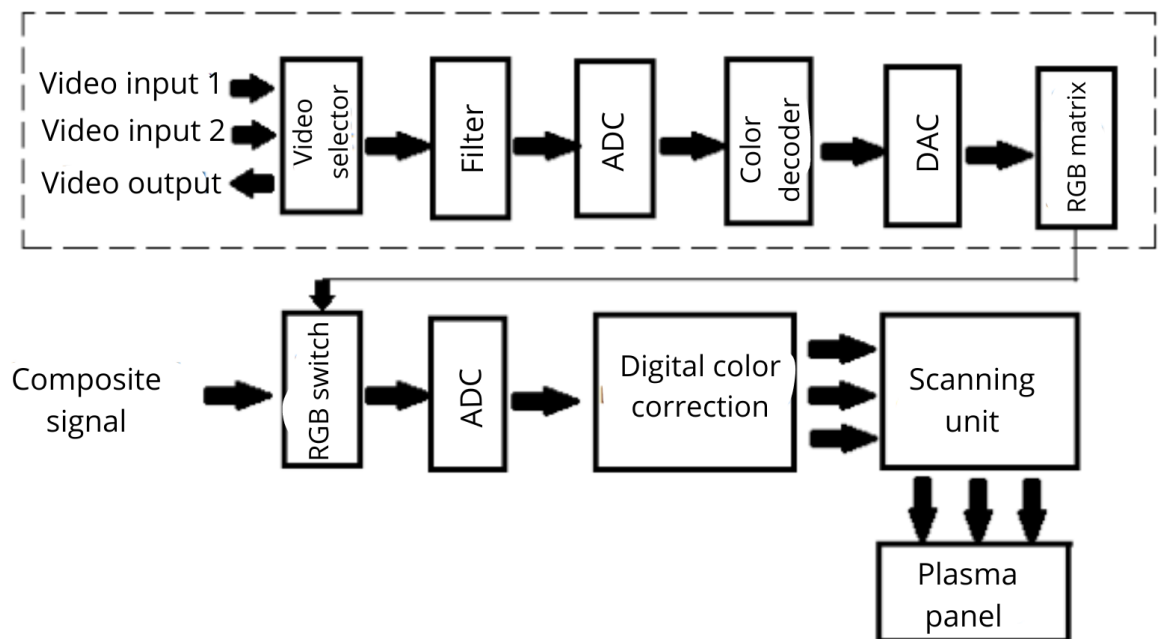 Video input 1
Video input 2
Video output
Video
selector
Filter
ADC
Color
decoder
DAC
RGB matrix
Composite
signal
RGB switch
ADC
Digital color
correction
Scanning
unit
Plasma
panel